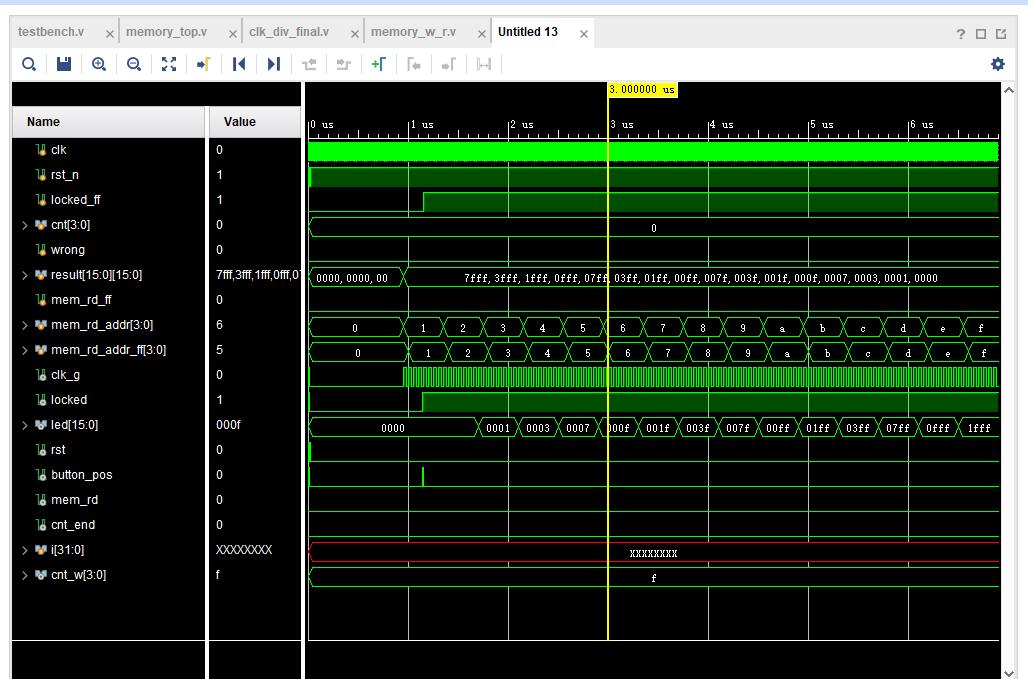 testbench.v × memory_top.v × clk_div_final.v × memory_w_r.v × Untitled 13 × ?
3.000000 us
Name Value 0 us 1 us 2 us 3 us 4 us 5 us 6 us
clk 0
rst_n 1
locked_ff 1
cnt[3:0] 0 0
wrong 0
result[15:0][15:0] 7fff,3fff,1fff,0fff,0 0000,0000,00 7fff,3fff,1fff,0fff,07ff,03ff,01ff,00ff,007f,003f,001f,000f,0007,0003,0001,0000
mem_rd_ff 0
mem_rd_addr[3:0] 6 0 1 2 3 4 5 6 7 8 9 a b c d e f
mem_rd_addr_ff[3:0] 5 0 1 2 3 4 5 6 7 8 9 a b c d e f
clk_g 0
locked 1
led[15:0] 000f 0000 0001 0003 0007 000f 001f 003f 007f 00ff 01ff 03ff 07ff 0fff 1fff
rst 0
button_pos 0
mem_rd 0
cnt_end 0
i[31:0] XXXXXXXX XXXXXXXX
cnt_w[3:0] f f